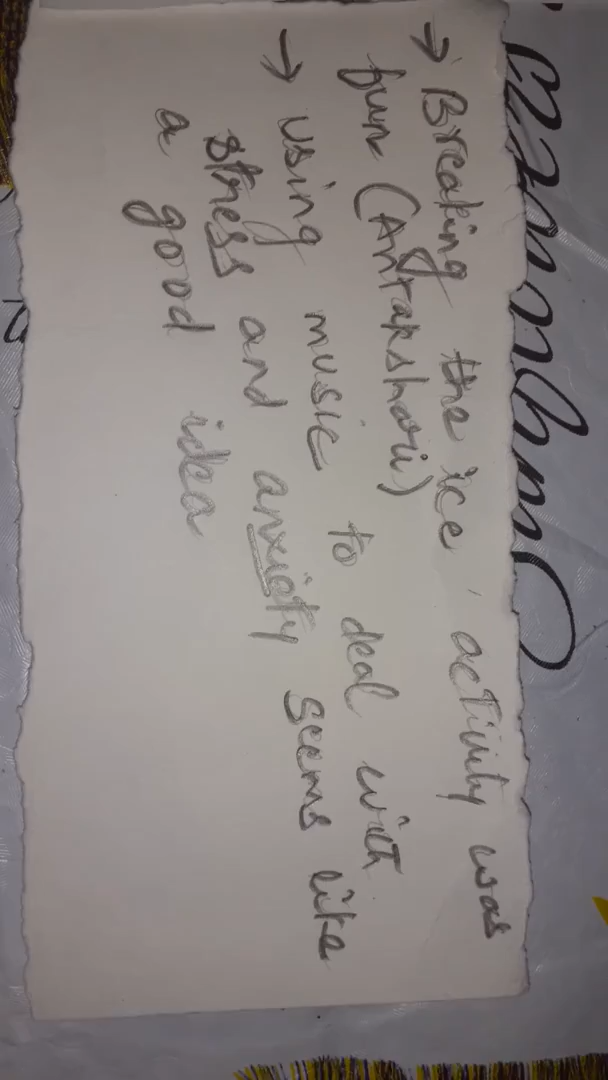 → Breaking the ice, activity was
fun (Antakshari)
→ using music to deal with
stress and anxiety seems like
a good idea